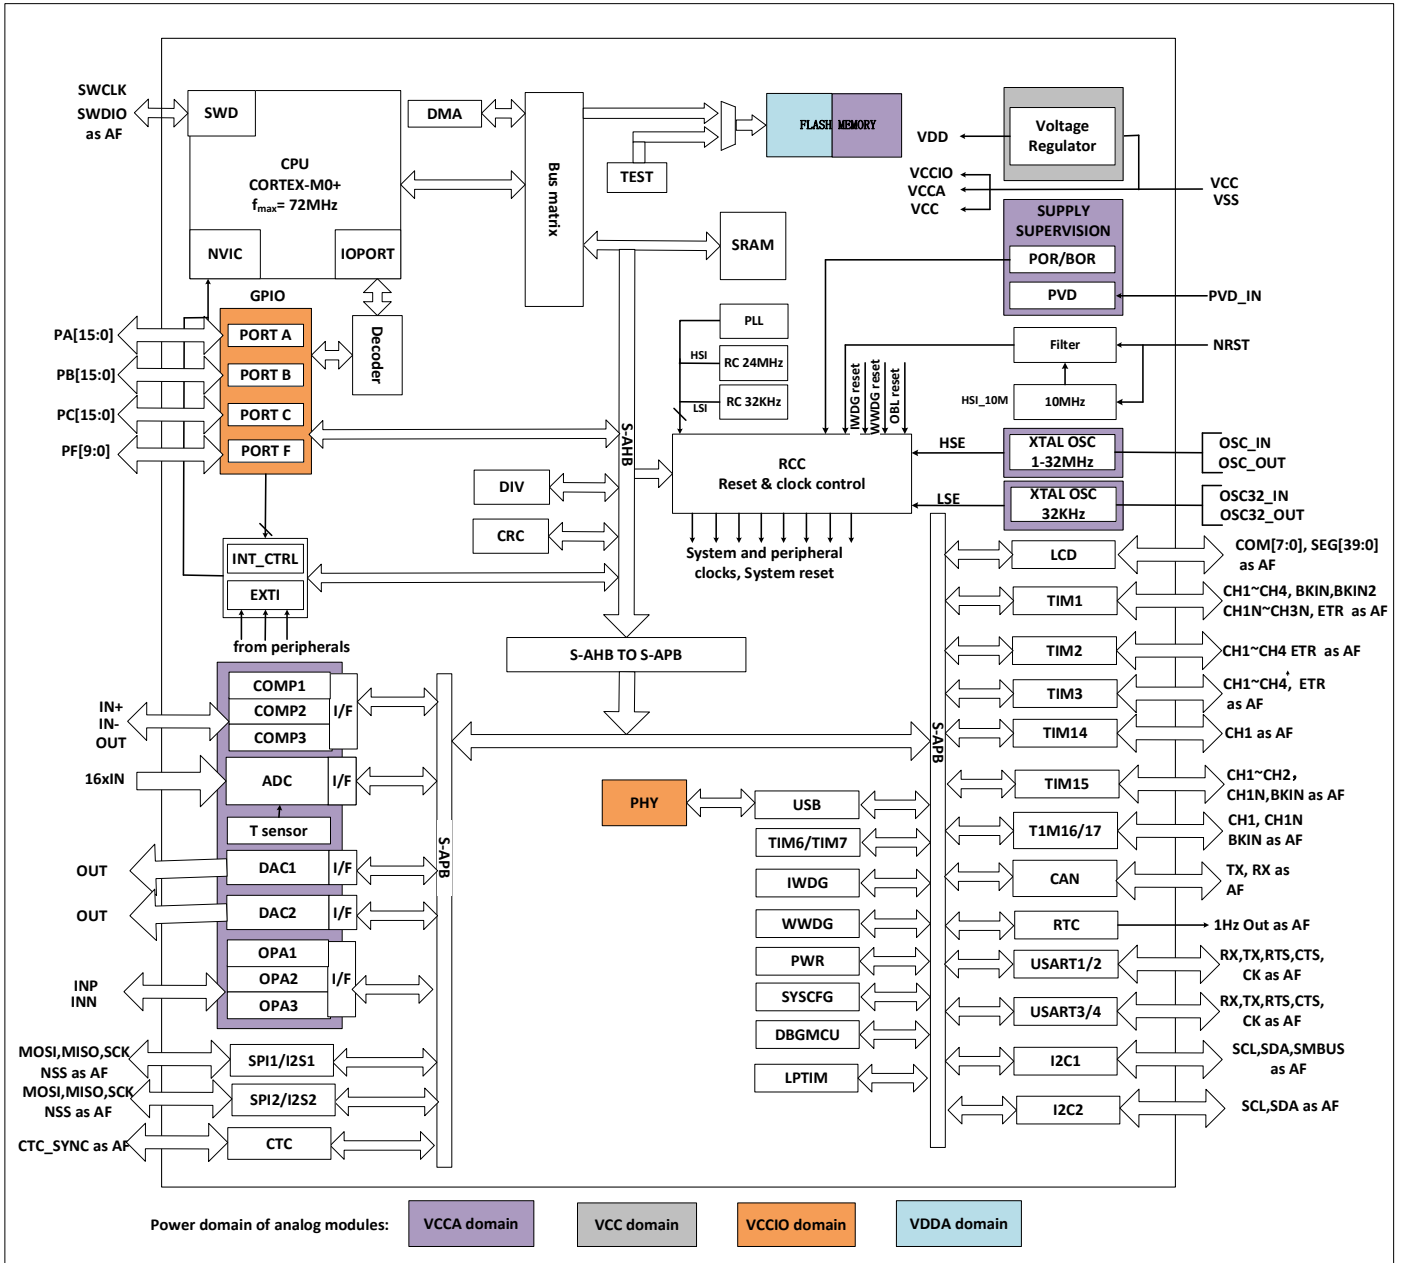 SWCLK
SWDIO
as AF
SWD
CPU
CORTEX-M0+
fmax= 72MHz
NVIC
IOPORT
DMA
Bus matrix
TEST
FLASH MEMORY
SRAM
VDD
Voltage
Regulator
VCCIO
VCCA
VCC
VCC
VSS
SUPPLY
SUPERVISION
POR/BOR
PVD
PVD_IN
GPIO
PORT A
PORT B
PORT C
PORT F
PA[15:0]
PB[15:0]
PC[15:0]
PF[9:0]
Decoder
PLL
HSI
RC 24MHz
LSI
RC 32KHz
IWDG reset
WWDG reset
OBL reset
Filter
NRST
HSI_10M
10MHz
S-AHB
RCC
Reset & clock control
HSE
XTAL OSC
1-32MHz
OSC_IN
OSC_OUT
LSE
XTAL OSC
32KHz
OSC32_IN
OSC32_OUT
DIV
CRC
System and peripheral
clocks, System reset
INT_CTRL
EXTI
from peripherals
S-AHB TO S-APB
COMP1
COMP2
COMP3
I/F
IN+
IN-
OUT
16xIN
ADC
I/F
T sensor
OUT
DAC1
I/F
OUT
DAC2
I/F
OPA1
OPA2
OPA3
I/F
INP
INN
MOSI,MISO,SCK
NSS as AF
SPI1/I2S1
MOSI,MISO,SCK
NSS as AF
SPI2/I2S2
CTC_SYNC as AF
CTC
S-APB
PHY
USB
TIM6/TIM7
IWDG
WWDG
PWR
SYSCFG
DBGMCU
LPTIM
S-APB
LCD
COM[7:0], SEG[39:0]
as AF
TIM1
CH1~CH4, BKIN,BKIN2
CH1N~CH3N, ETR as AF
TIM2
CH1~CH4 ETR as AF
TIM3
CH1~CH4, ETR
as AF
TIM14
CH1 as AF
TIM15
CH1~CH2,
CH1N,BKIN as AF
T1M16/17
CH1, CH1N
BKIN as AF
CAN
TX, RX as
AF
RTC
1Hz Out as AF
USART1/2
RX,TX,RTS,CTS,
CK as AF
USART3/4
RX,TX,RTS,CTS,
CK as AF
I2C1
SCL,SDA,SMBUS
as AF
I2C2
SCL,SDA as AF
Power domain of analog modules:
VCCA domain
VCC domain
VCCIO domain
VDDA domain